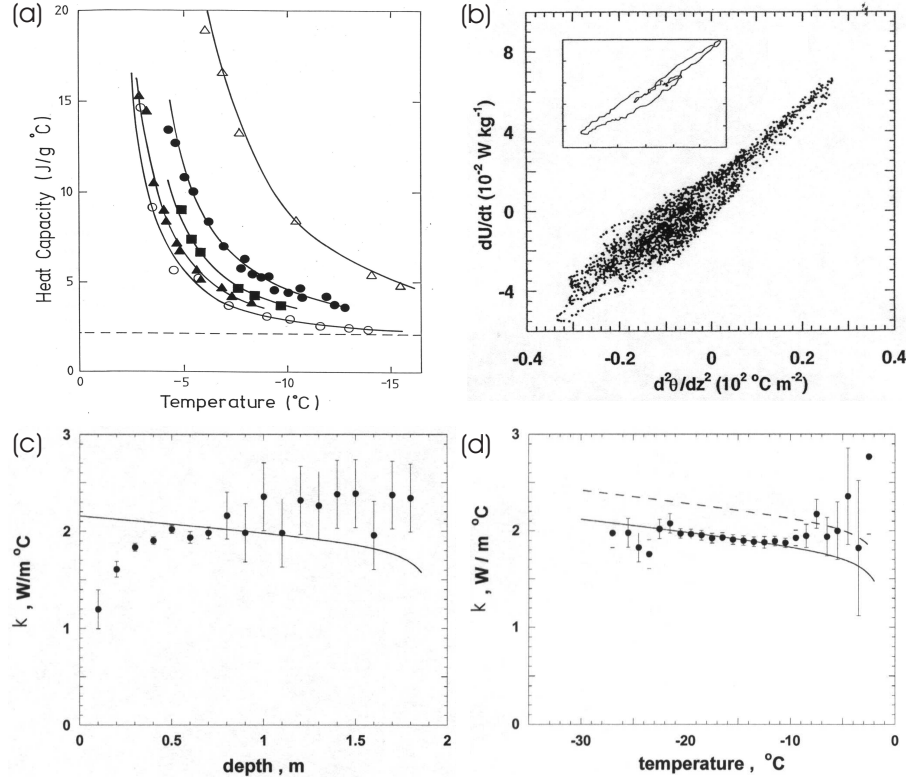 (a)
20
15
10
5
0
0
-5
-10
-15
Heat Capacity (J/g °C)
Temperature (°C)
(b)
8
4
0
-4
-0.4
-0.2
0
0.2
0.4
dU/dt (10⁻² W kg⁻¹)
d²θ/dz² (10² °C m⁻²)
(c)
3
2
1
0
0
0.5
1
1.5
2
k , W/m °C
depth , m
(d)
3
2
1
0
-30
-20
-10
0
k , W / m °C
temperature , °C